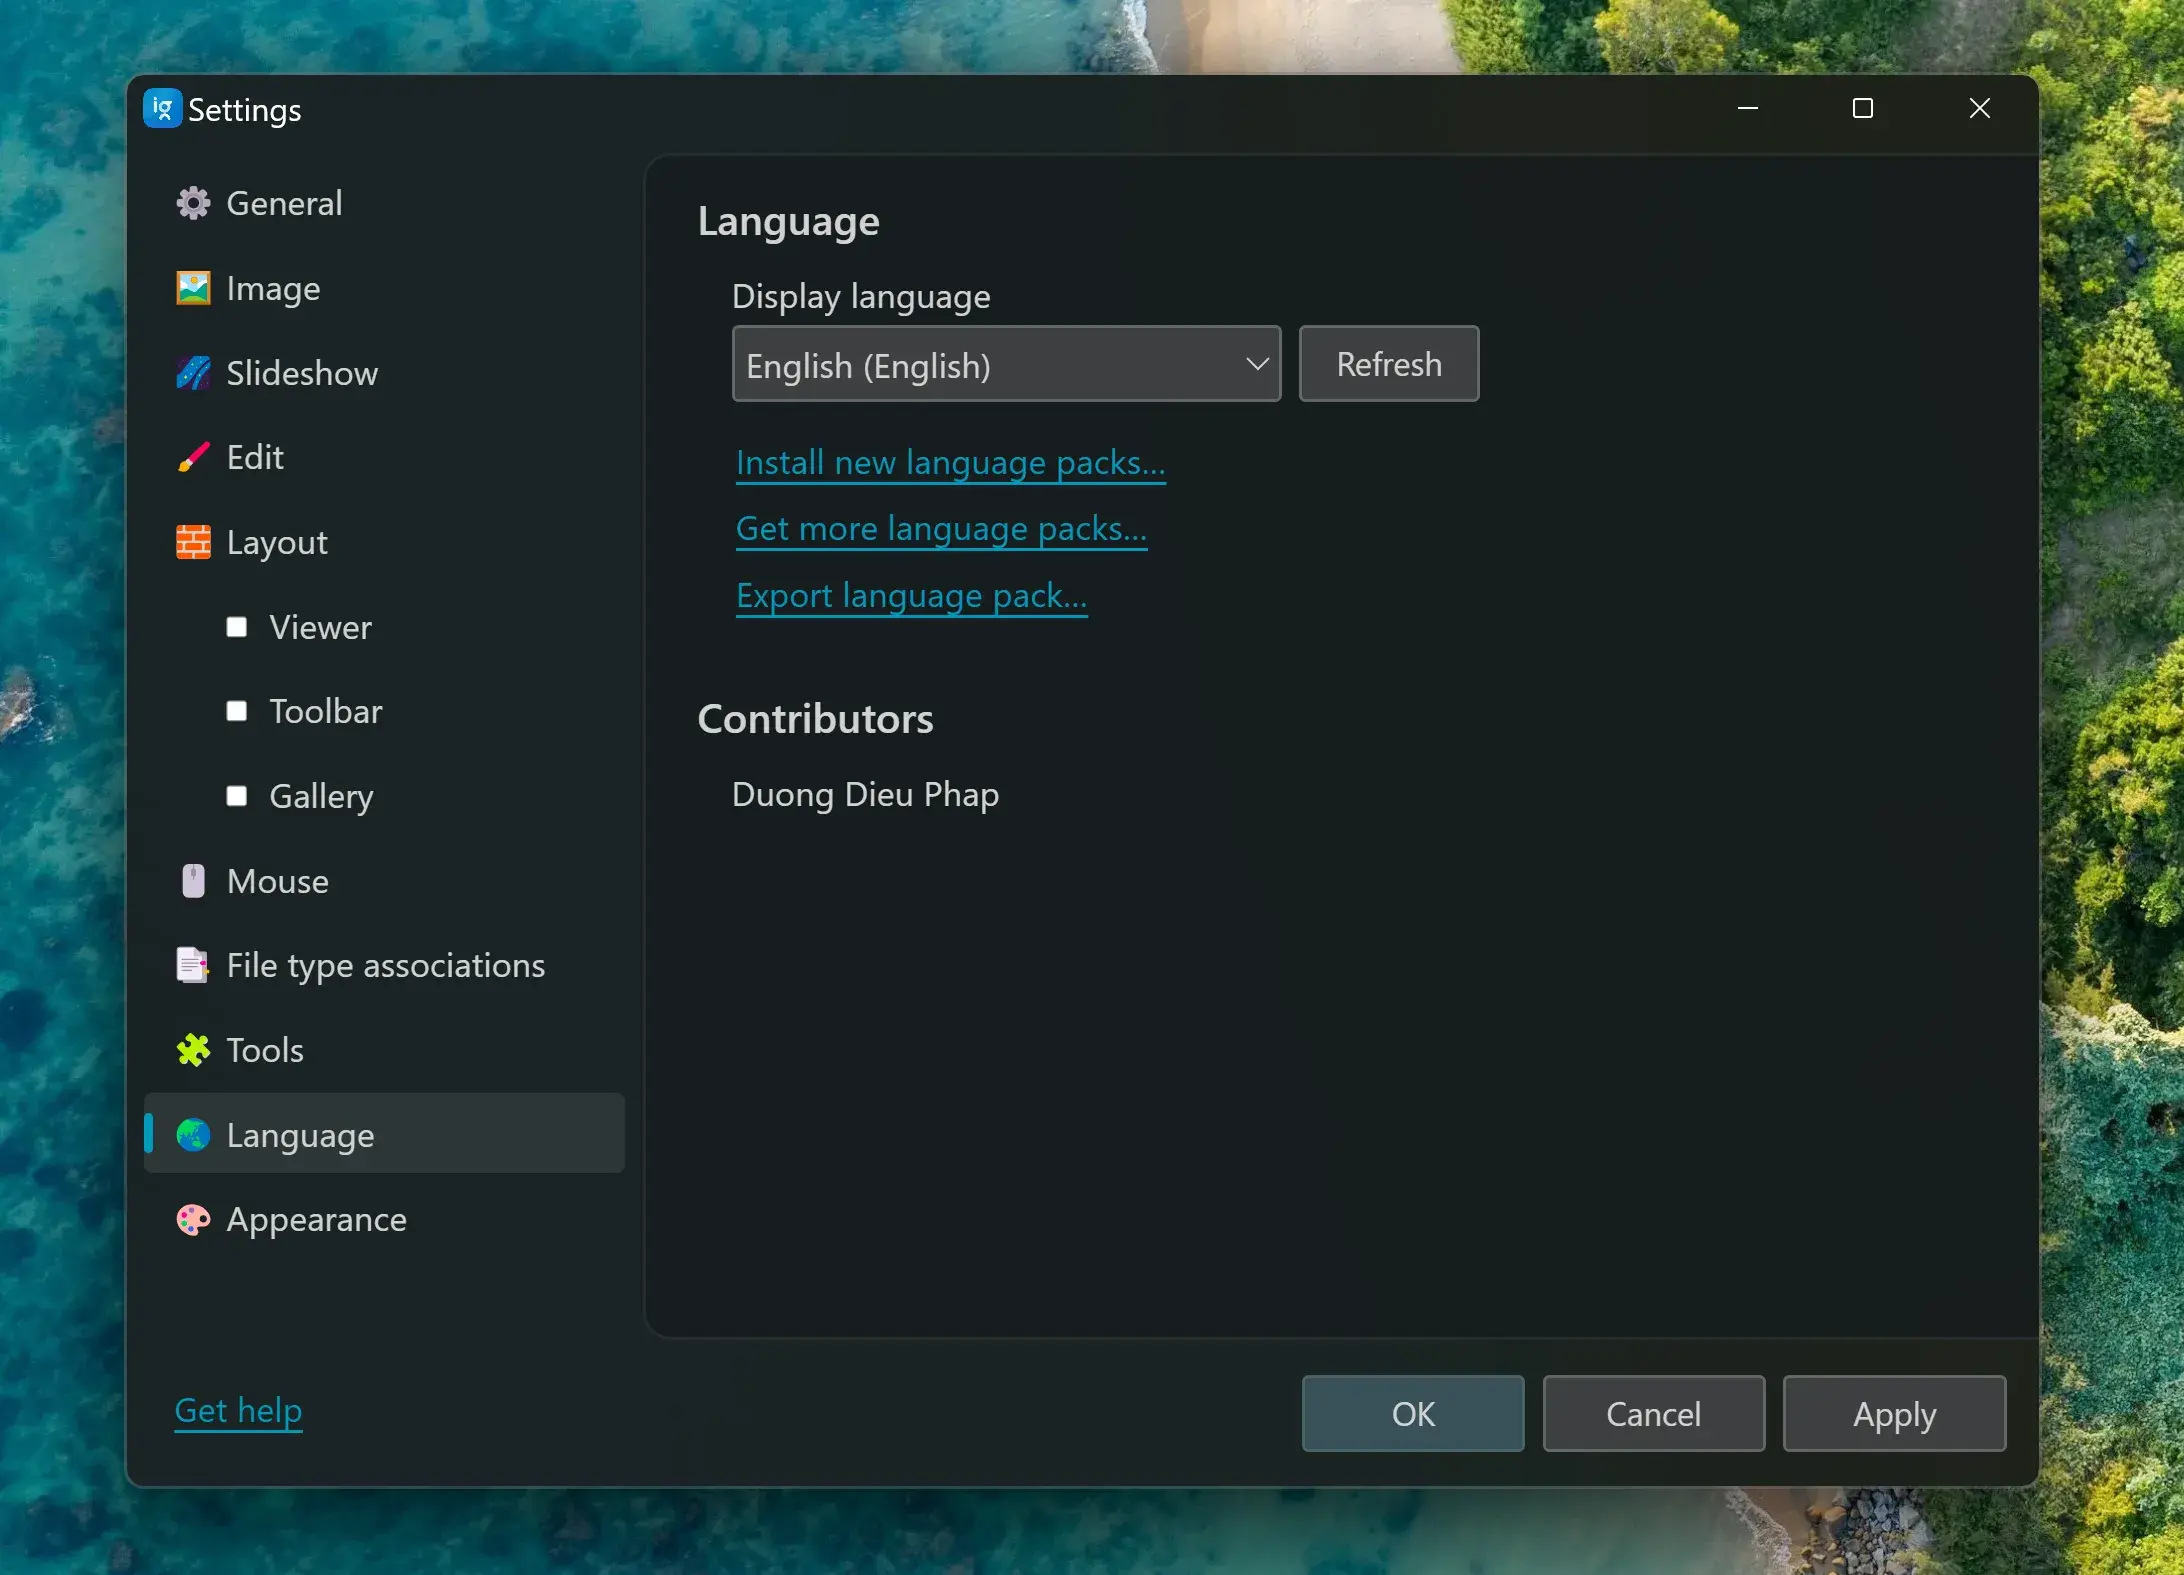 ig Settings
General
Image
Slideshow
Edit
Layout
Viewer
Toolbar
Gallery
Mouse
File type associations
Tools
Language
Appearance
Get help
Language
Display language
English (English)
Refresh
Install new language packs...
Get more language packs...
Export language pack...
Contributors
Duong Dieu Phap
OK
Cancel
Apply